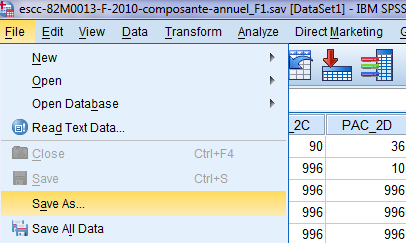 escc-82M0013-F-2010-composante-annuel_F1.sav [DataSet1] - IBM SPSS
File Edit View Data Transform Analyze Direct Marketing Graphs
New
Open
Open Database
Read Text Data...
Close Ctrl+F4
Save Ctrl+S
Save As...
Save All Data
_2C PAC_2D
90 36
996 10
996 996
996 996
996 996